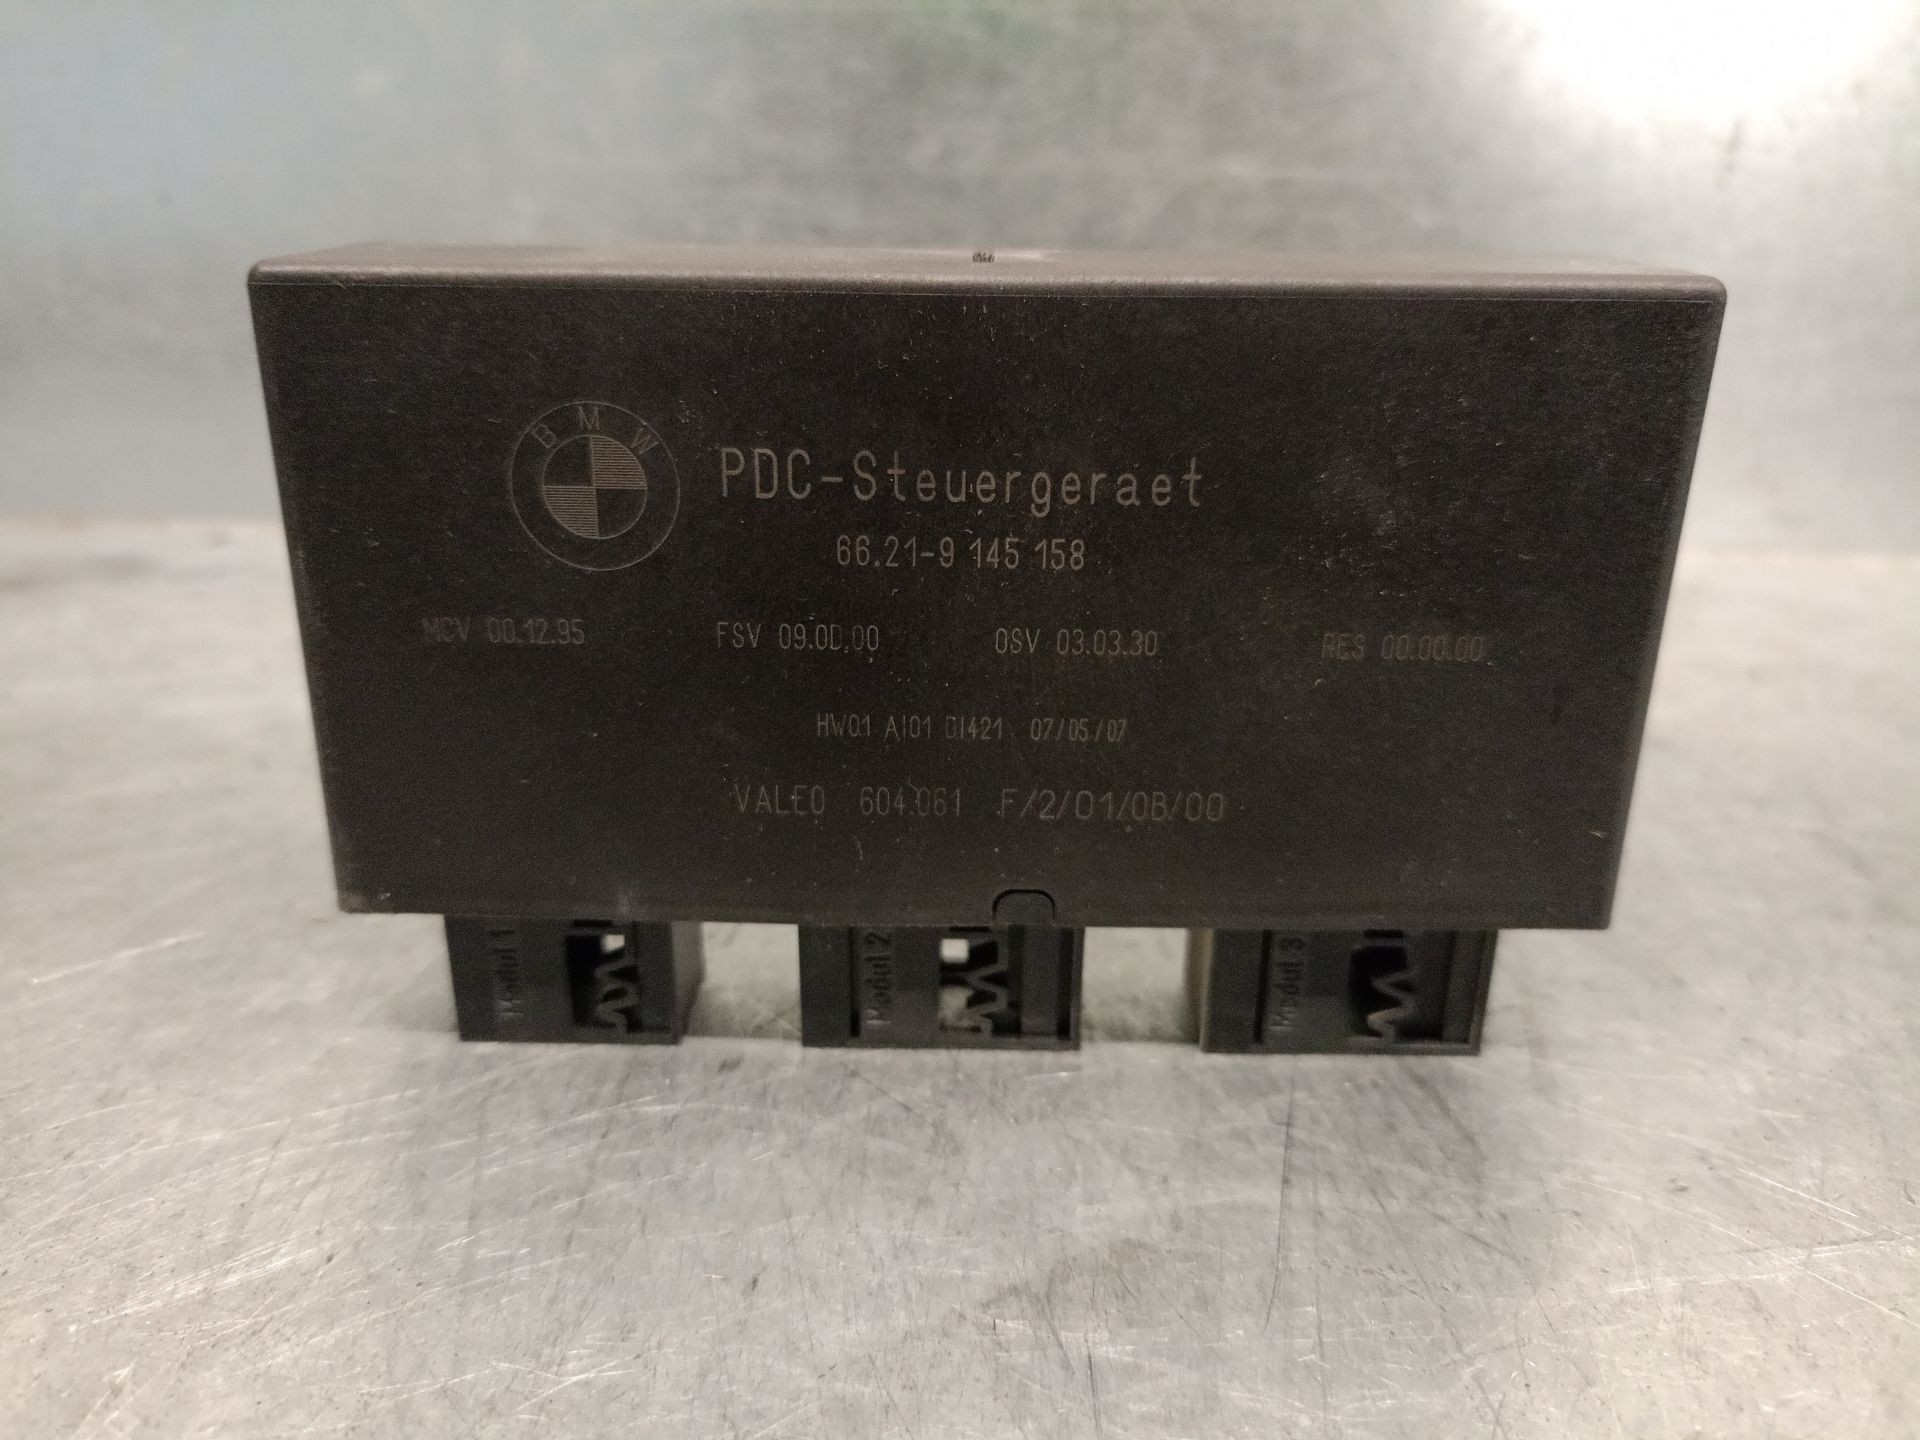 BMW
PDC-Steuergeraet
66.21-9 145 158
MCV 00.12.95 FSV 09.0D.00 OSV 03.03.30 RES 00.00.00
HW01 AI01 DI421 07/05/07
VALEO 604.061 F/2/01/0B/00
Modul 1 Modul 2 Modul 3